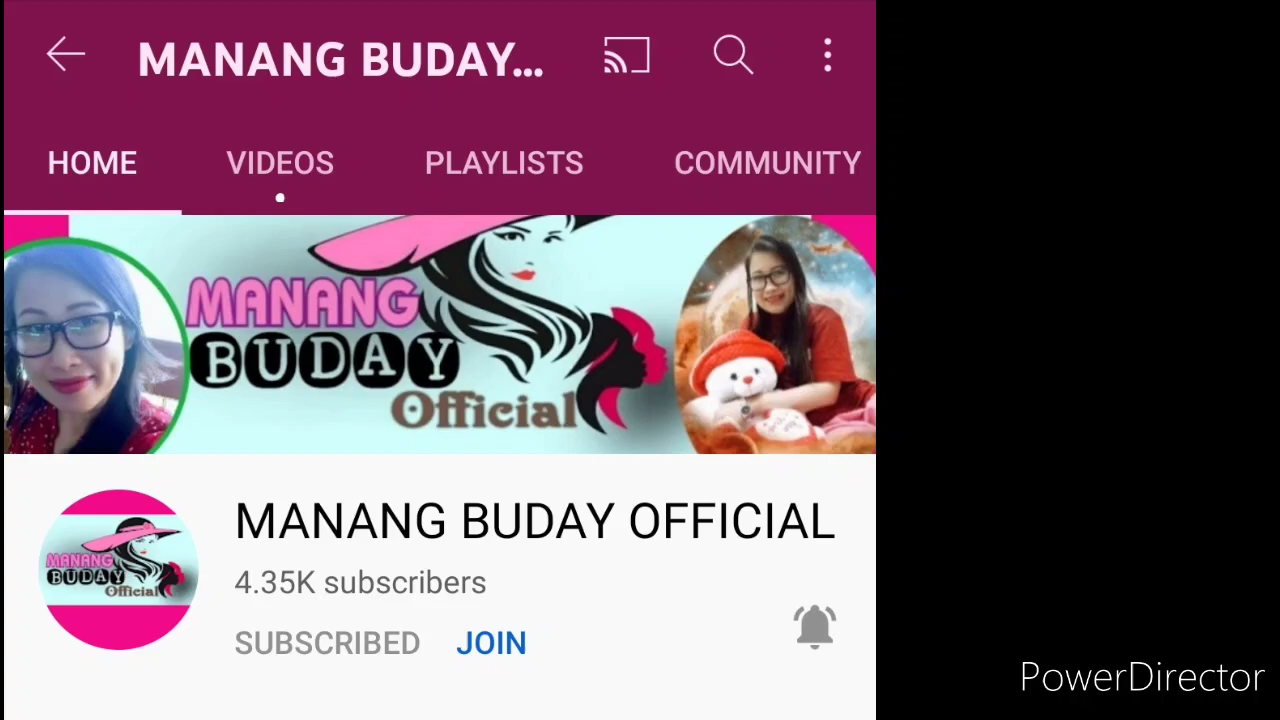 MANANG BUDAY...
HOME VIDEOS PLAYLISTS COMMUNITY
MANANG
BUDAY
Official
MANANG BUDAY OFFICIAL
4.35K subscribers
SUBSCRIBED JOIN
MANANG
BUDAY
Official
PowerDirector